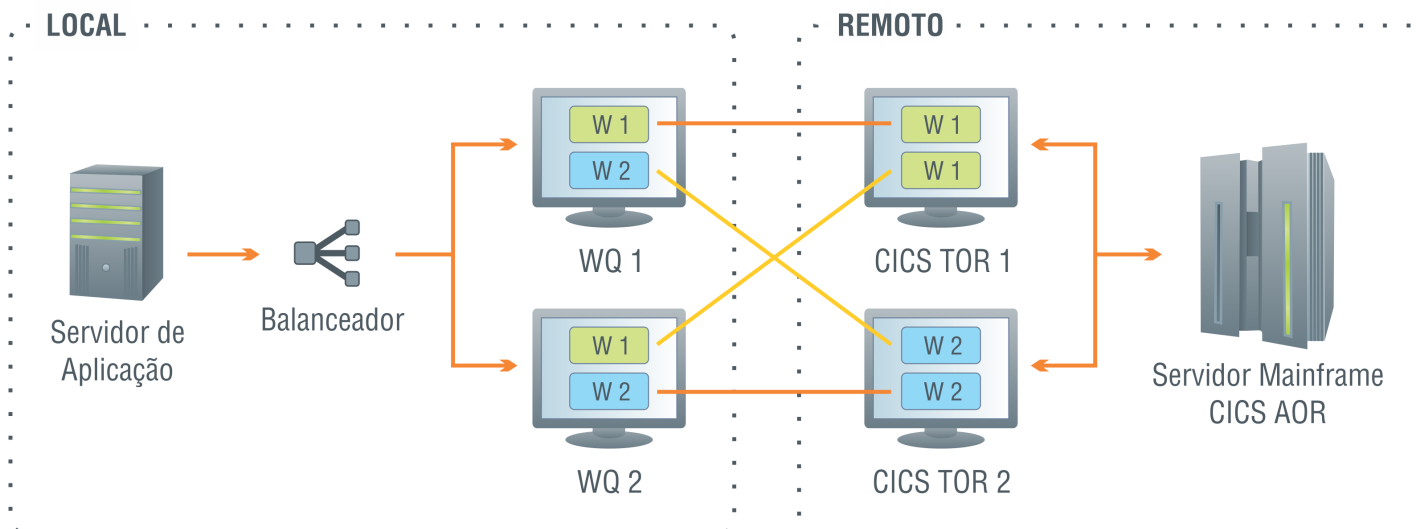 LOCAL
REMOTO
W 1
W 2
WQ 1
W 1
W 1
CICS TOR 1
Servidor de
Aplicação
Balanceador
W 1
W 2
WQ 2
W 2
W 2
CICS TOR 2
Servidor Mainframe
CICS AOR